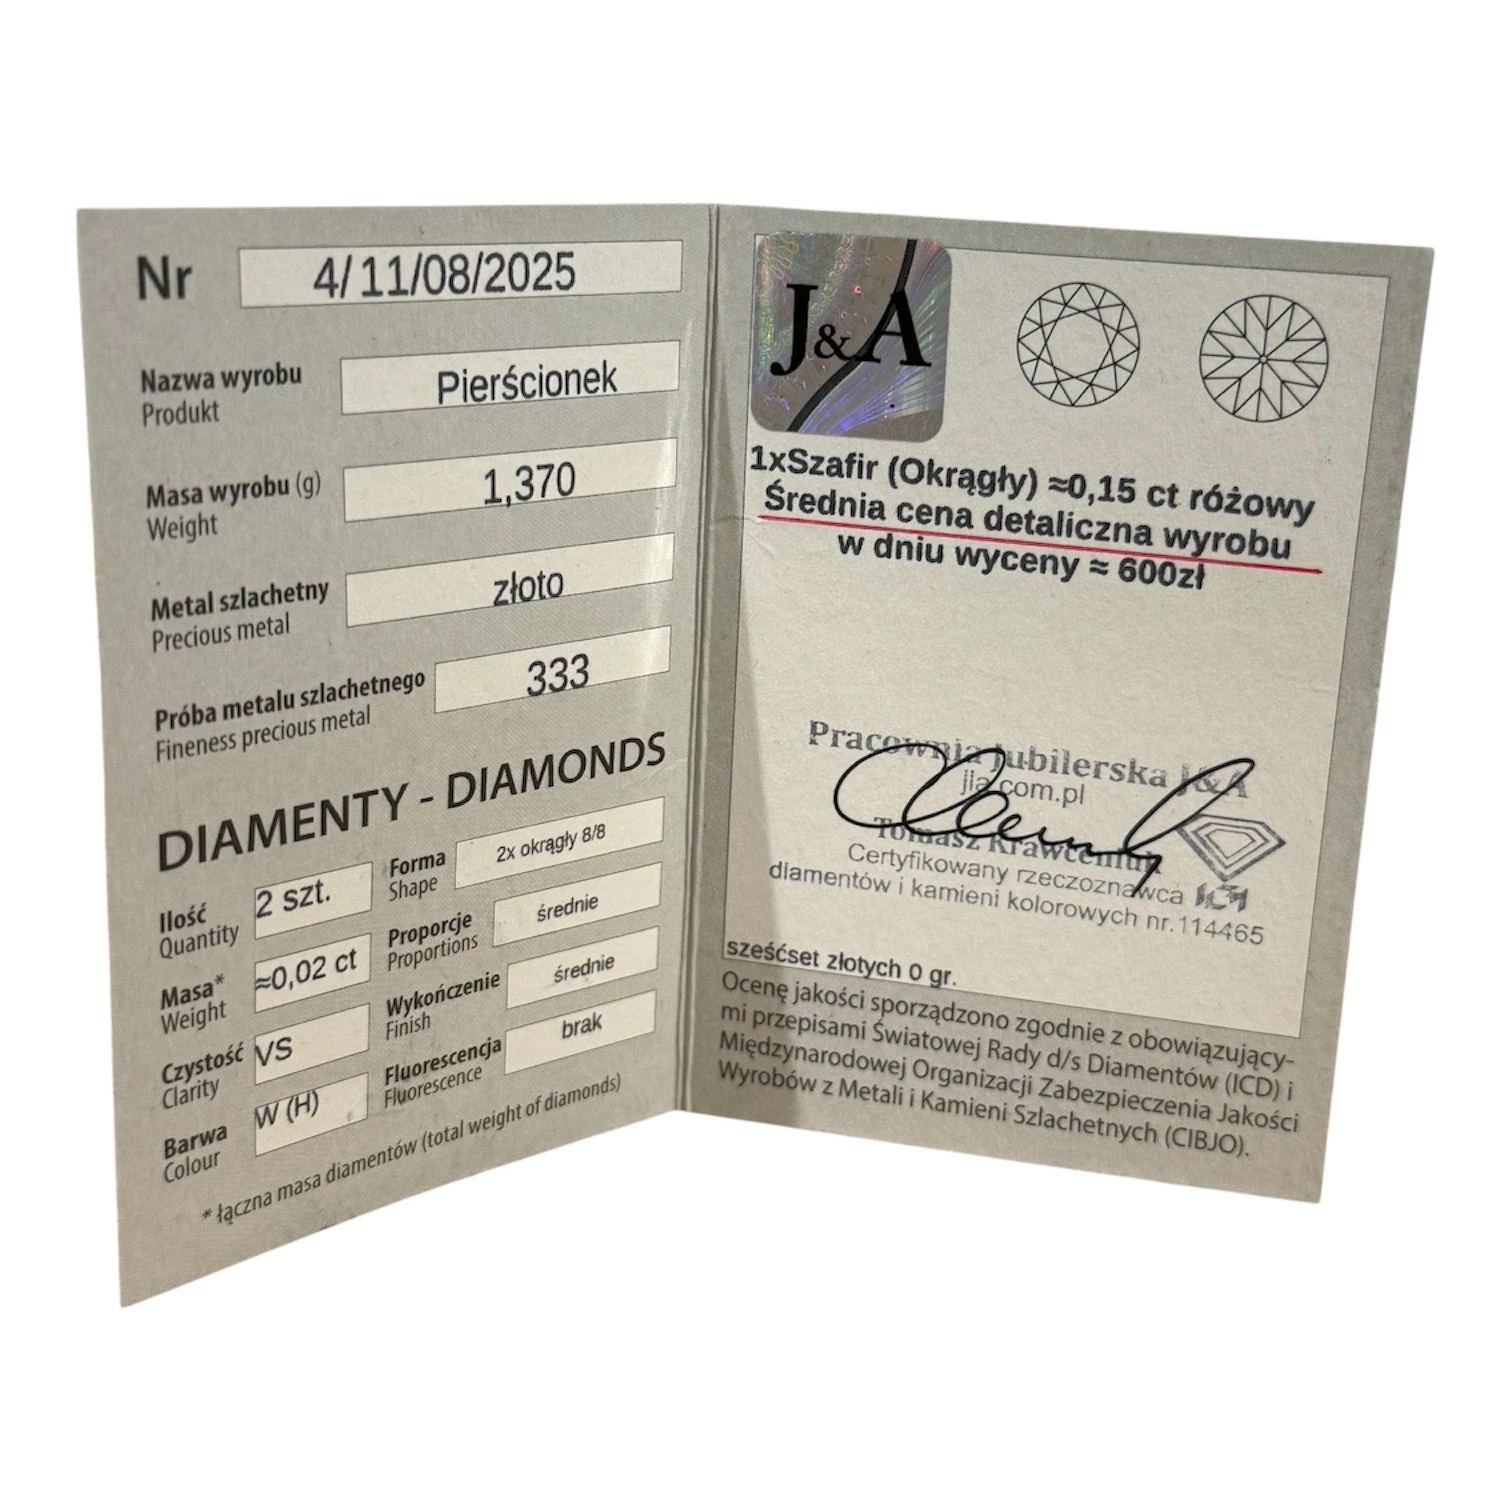 Nr 4/11/08/2025
Nazwa wyrobu Pierścionek
Produkt
Masa wyrobu (g) 1,370
Weight
Metal szlachetny złoto
Precious metal
Próba metalu szlachetnego 333
Fineness precious metal
DIAMENTY - DIAMONDS
Ilość 2 szt.
Quantity
Forma 2x okrągły 8/8
Shape
Masa* ≈0,02 ct
Weight
Proporcje średnie
Proportions
Czystość VS
Clarity
Wykończenie średnie
Finish
Barwa W (H)
Colour
Fluorescencja brak
Fluorescence
* łączna masa diamentów (total weight of diamonds)
J&A
1xSzafir (Okrągły) ≈0,15 ct różowy
Średnia cena detaliczna wyrobu
w dniu wyceny ≈ 600zł
Pracownia Jubilerska J&A
jla.com.pl
Tomasz
Certyfikowany rzeczoznawca
diamentów i kamieni kolorowych nr.114465
sześćset złotych 0 gr.
Ocenę jakości sporządzono zgodnie z obowiązujący-
mi przepisami Światowej Rady d/s Diamentów (ICD) i
Międzynarodowej Organizacji Zabezpieczenia Jakości
Wyrobów z Metali i Kamieni Szlachetnych (CIBJO).